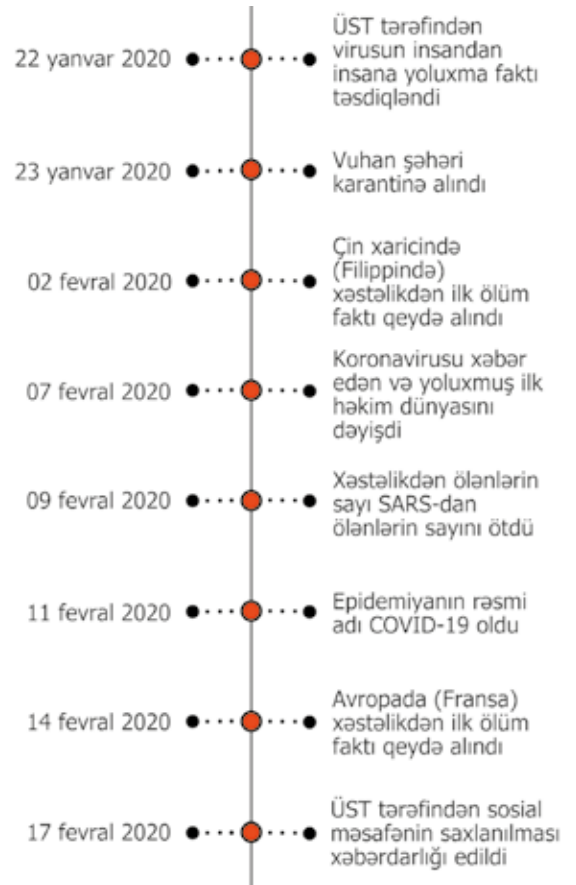 22 yanvar 2020
ÜST tərəfindən
virusun insandan
insana yoluxma faktı
təsdiqləndi
23 yanvar 2020
Vuhan şəhəri
karantinə alındı
02 fevral 2020
Çin xaricində
(Filippində)
xəstəlikdən ilk ölüm
faktı qeydə alındı
07 fevral 2020
Koronavirusu xəbər
edən və yoluxmuş ilk
həkim dünyasını
dəyişdi
09 fevral 2020
Xəstəlikdən ölənlərin
sayı SARS-dan
ölənlərin sayını ötdü
11 fevral 2020
Epidemiyanın rəsmi
adı COVID-19 oldu
14 fevral 2020
Avropada (Fransa)
xəstəlikdən ilk ölüm
faktı qeydə alındı
17 fevral 2020
ÜST tərəfindən sosial
məsafənin saxlanılması
xəbərdarlığı edildi